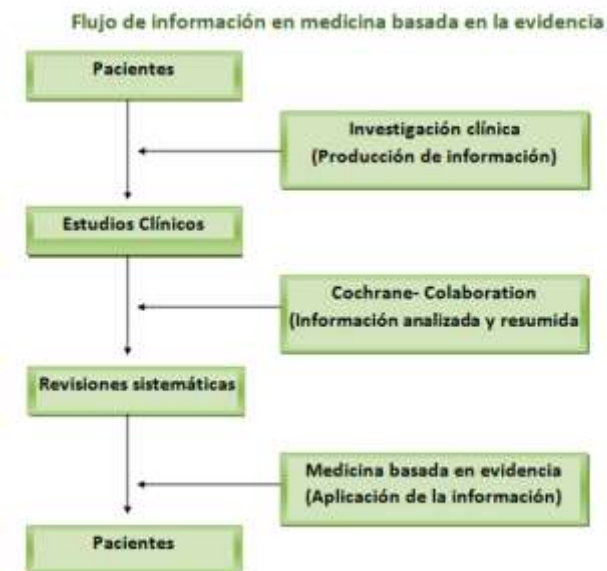 Flujo de información en medicina basada en la evidencia
Pacientes
Investigación clínica
(Producción de información)
Estudios Clínicos
Cochrane- Colaboration
(Información analizada y resumida
Revisiones sistemáticas
Medicina basada en evidencia
(Aplicación de la información)
Pacientes